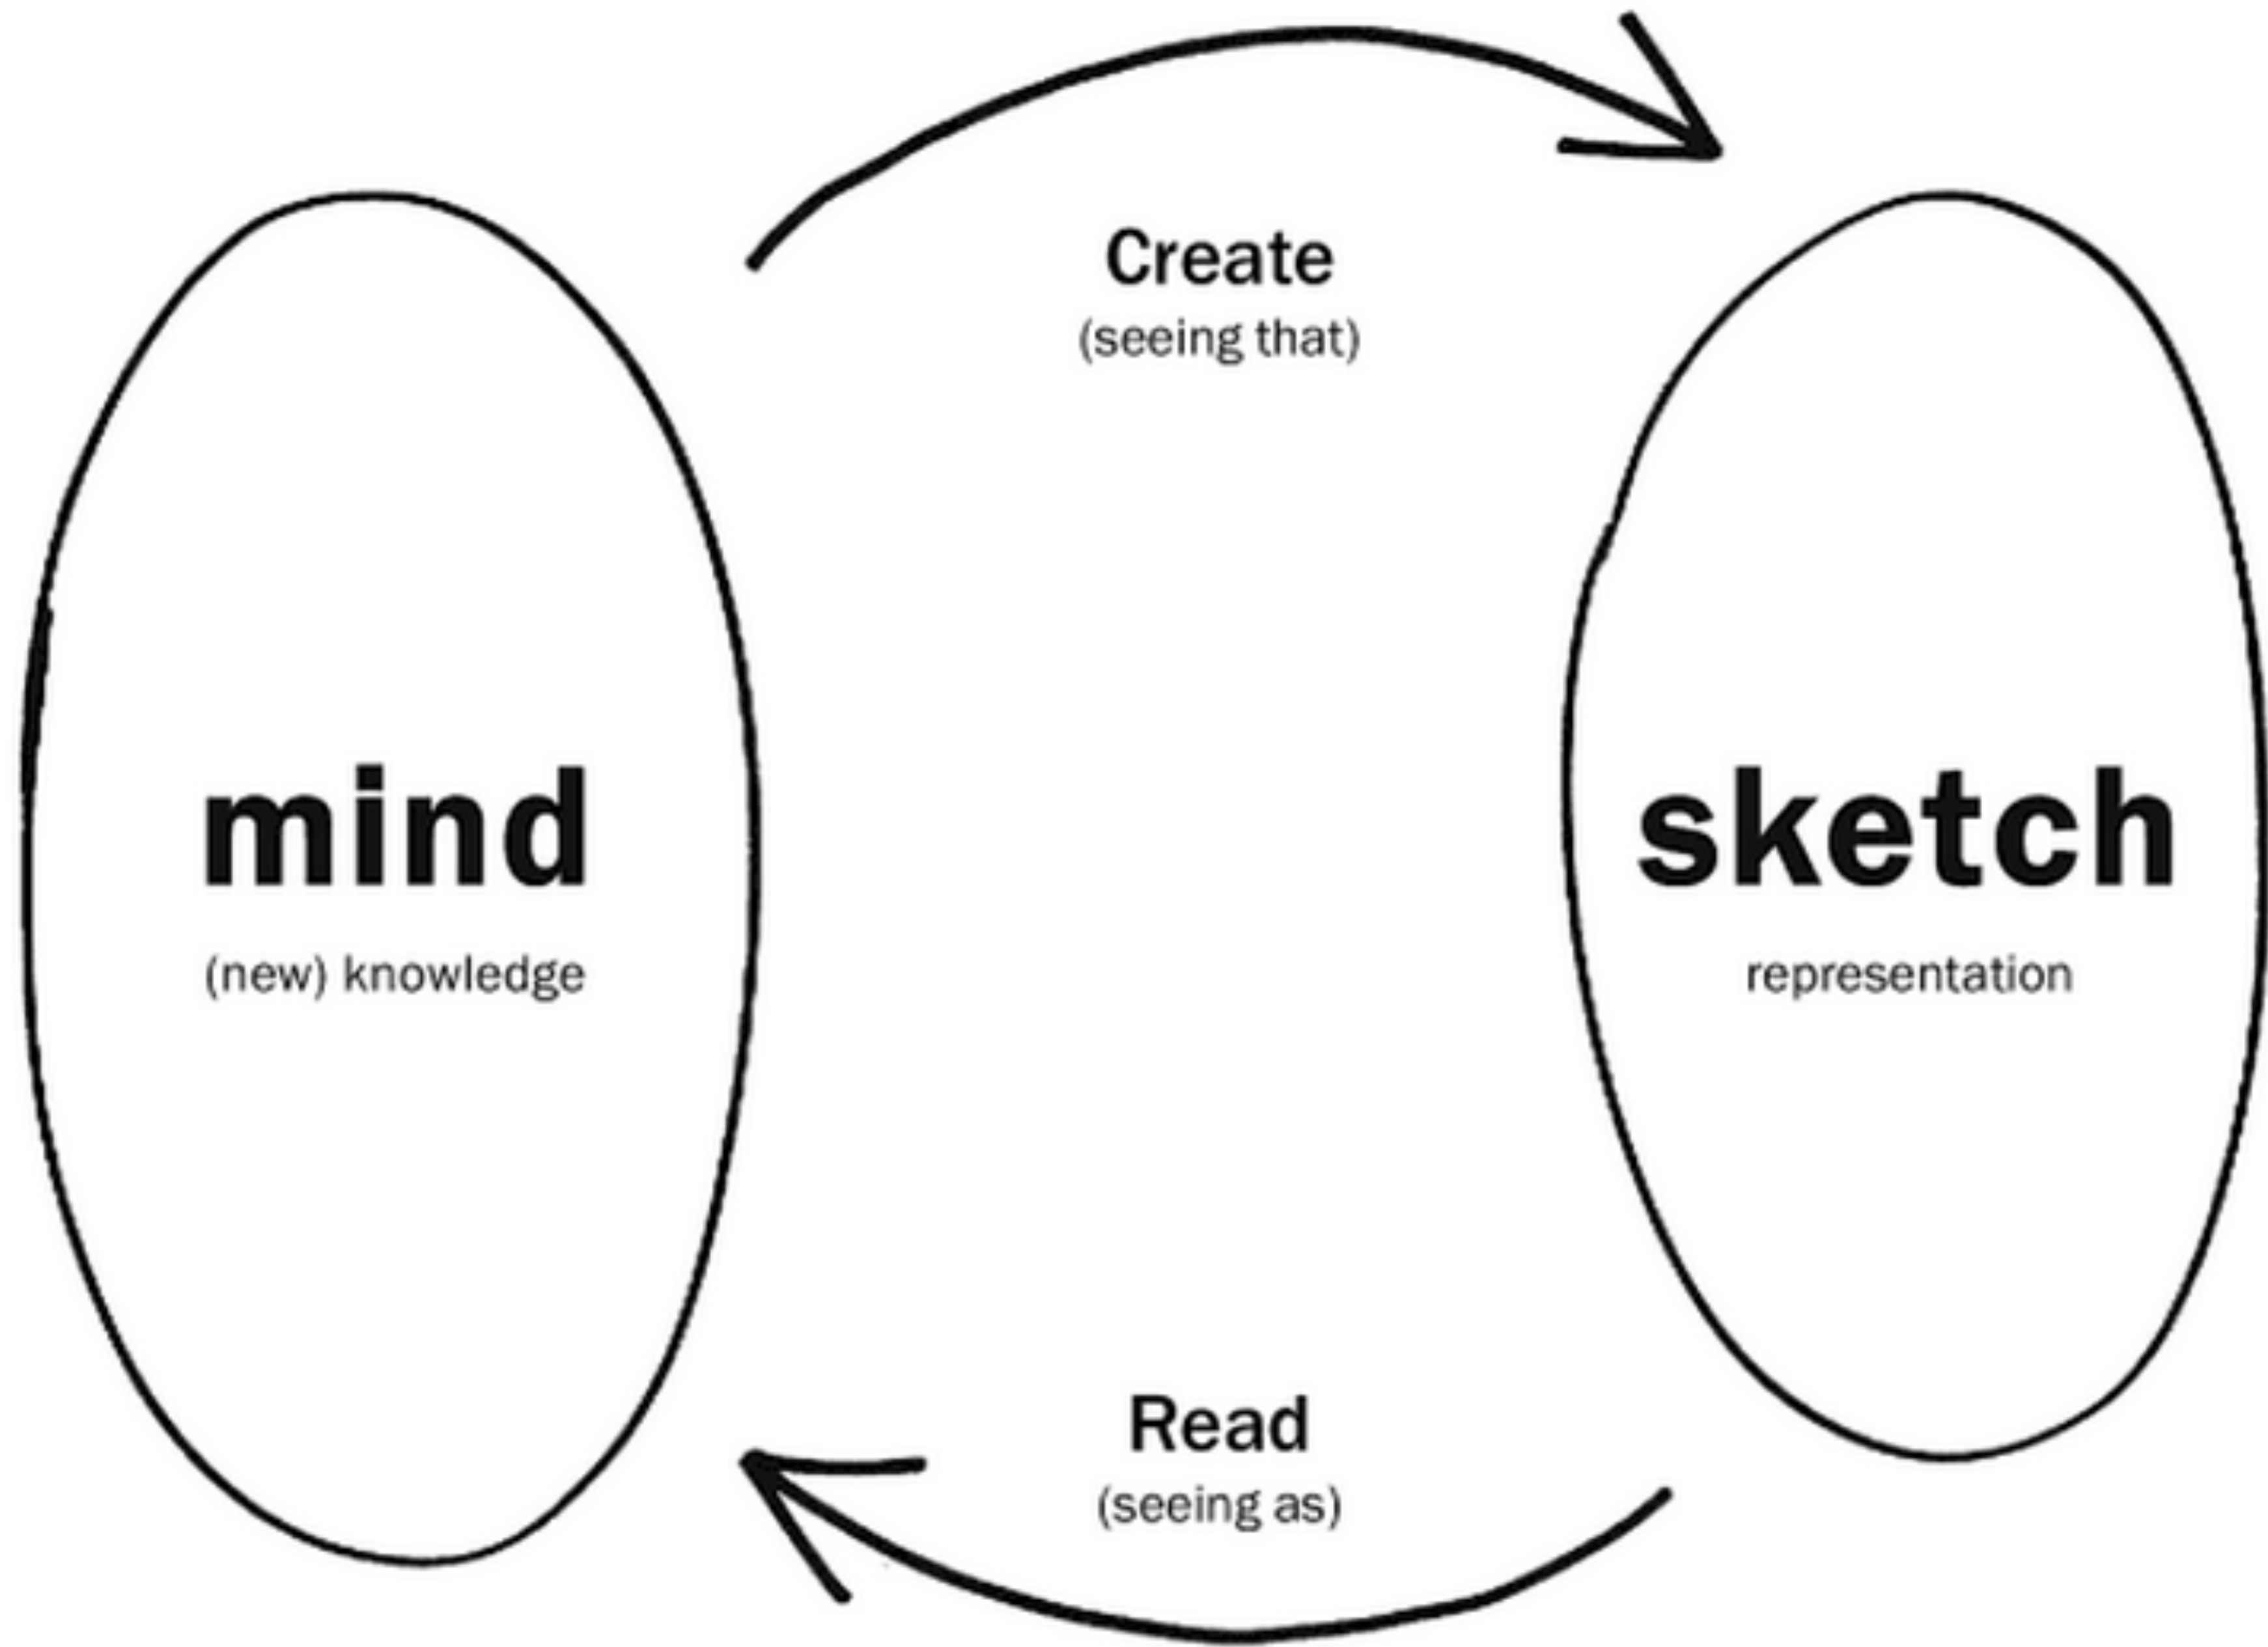 Create
(seeing that)
mind
(new) knowledge
sketch
representation
Read
(seeing as)